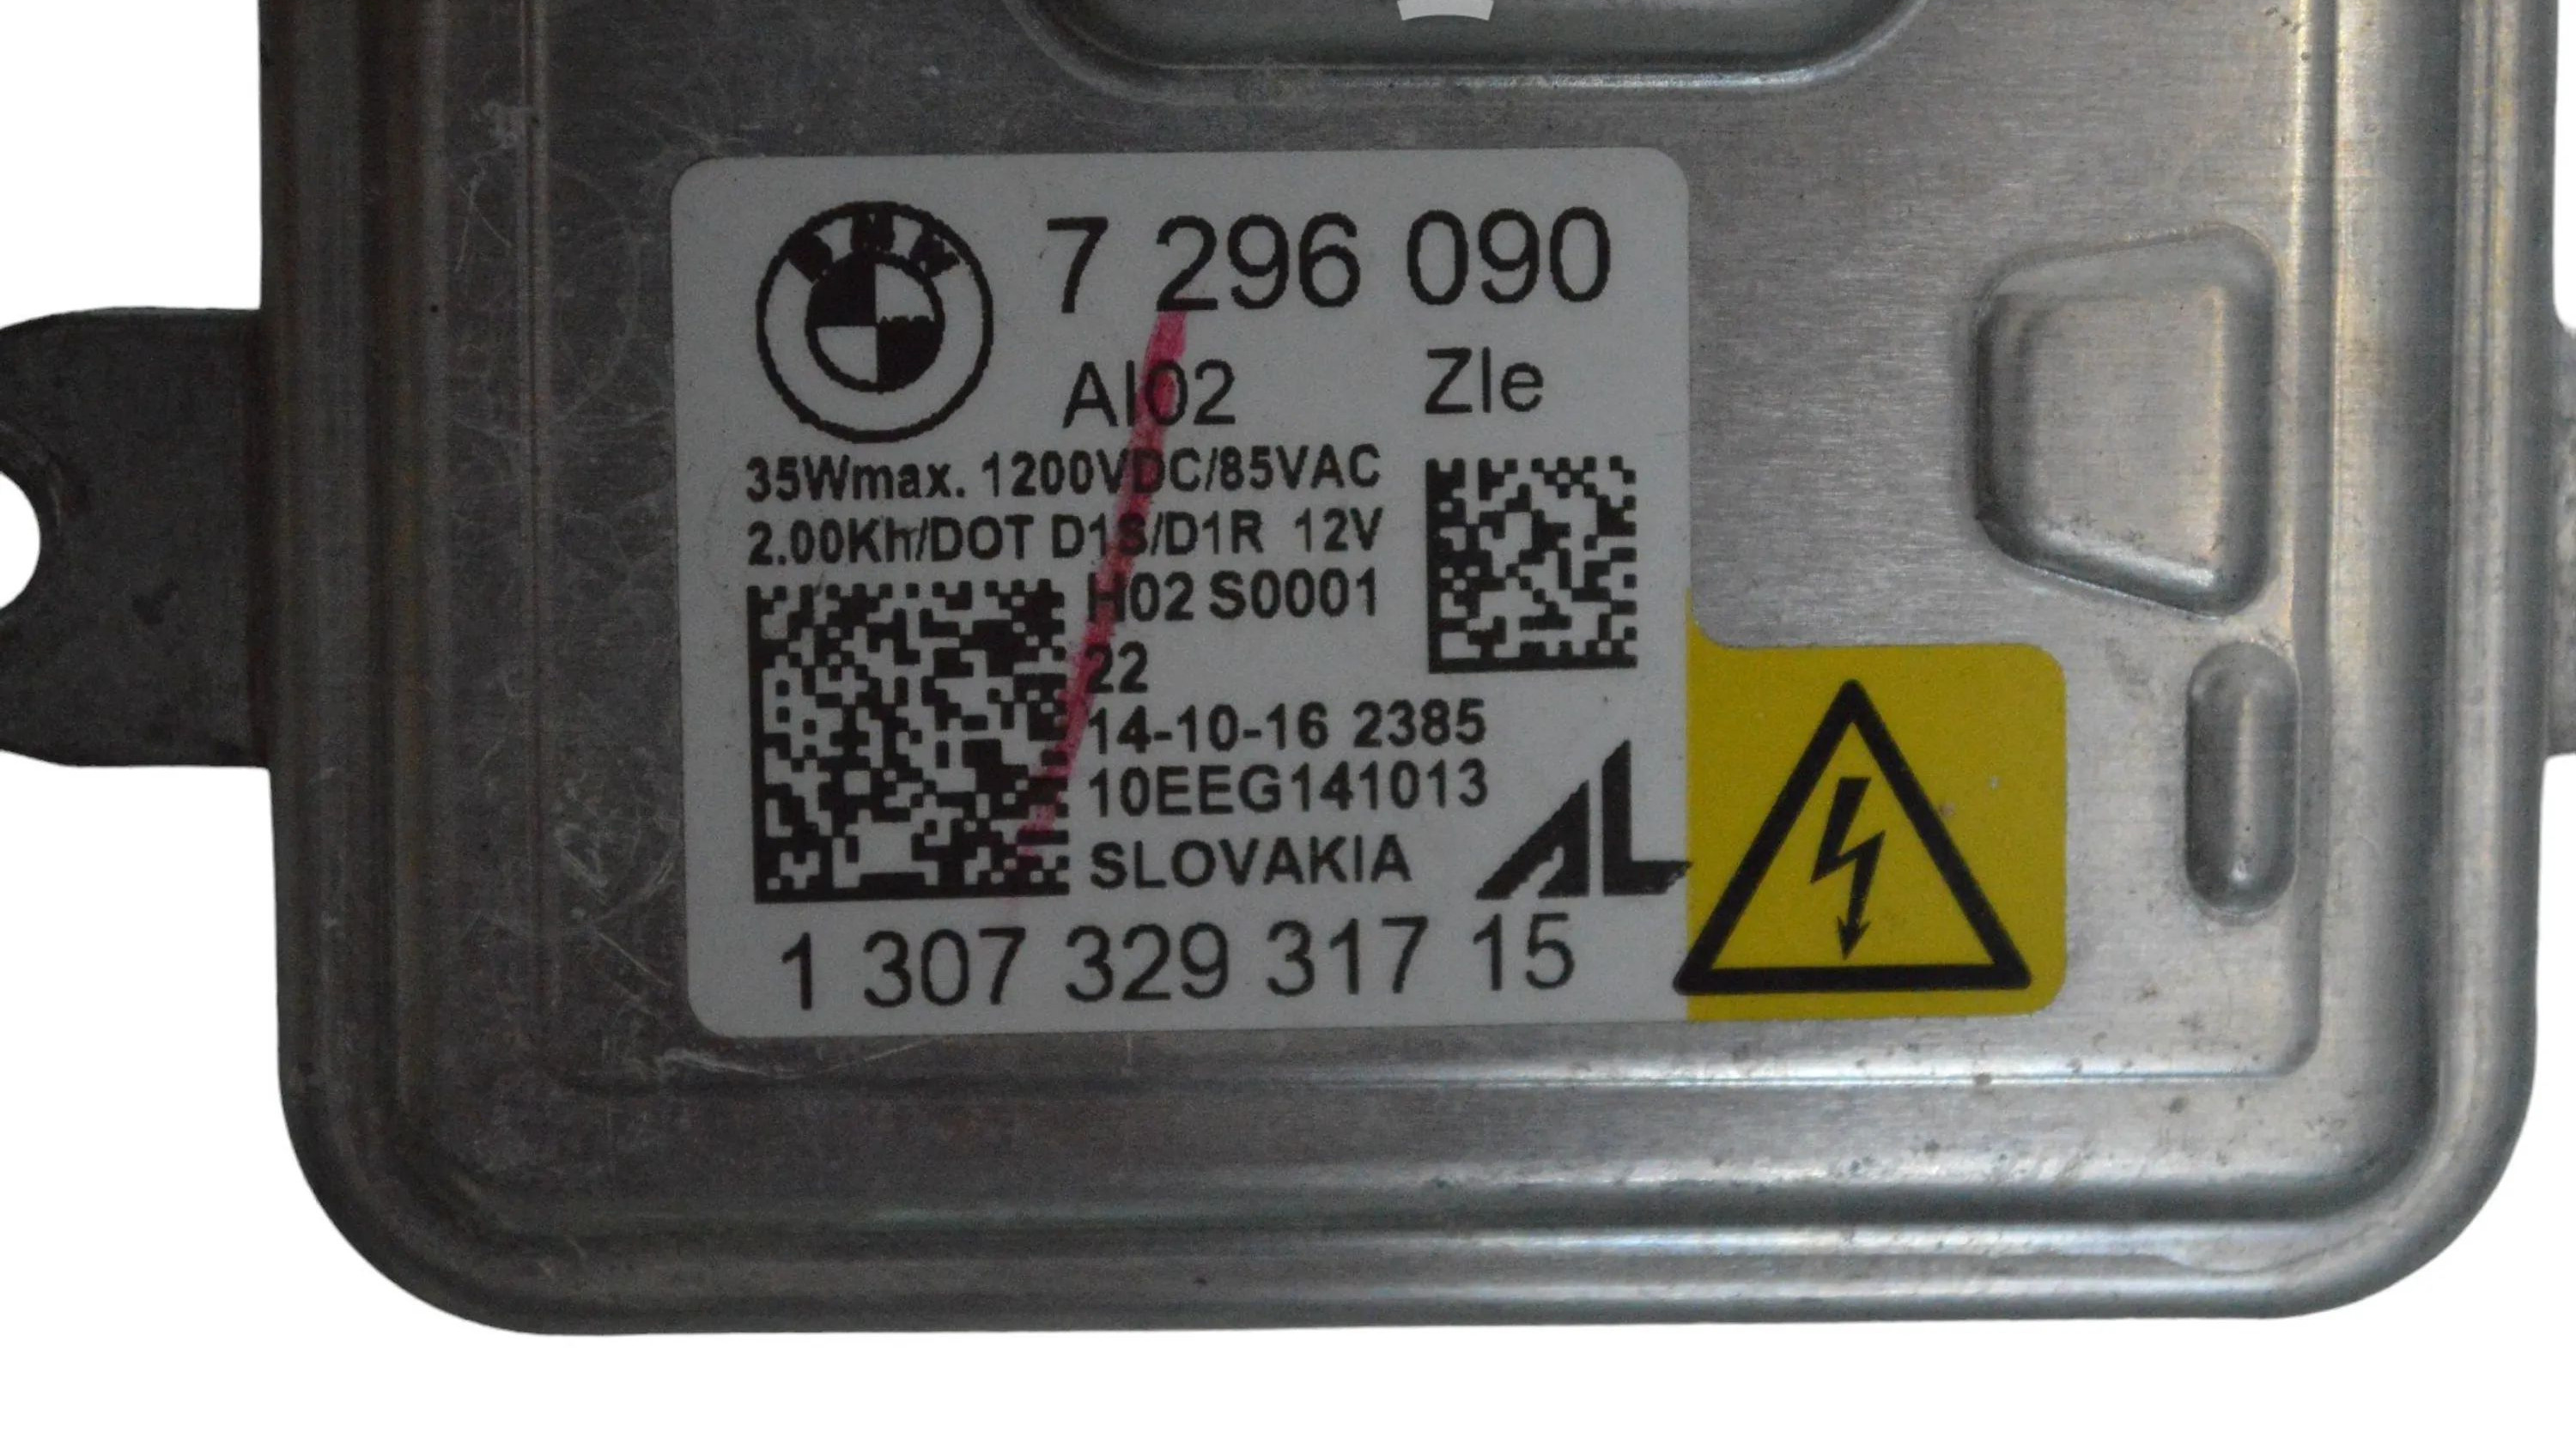 BMW
7 296 090
AI02 Zle
35Wmax. 1200VDC/85VAC
2.00Kh/DOT D1S/D1R 12V
H02 S0001
22
14-10-16 2385
10EEG141013
SLOVAKIA
AL
1 307 329 317 15